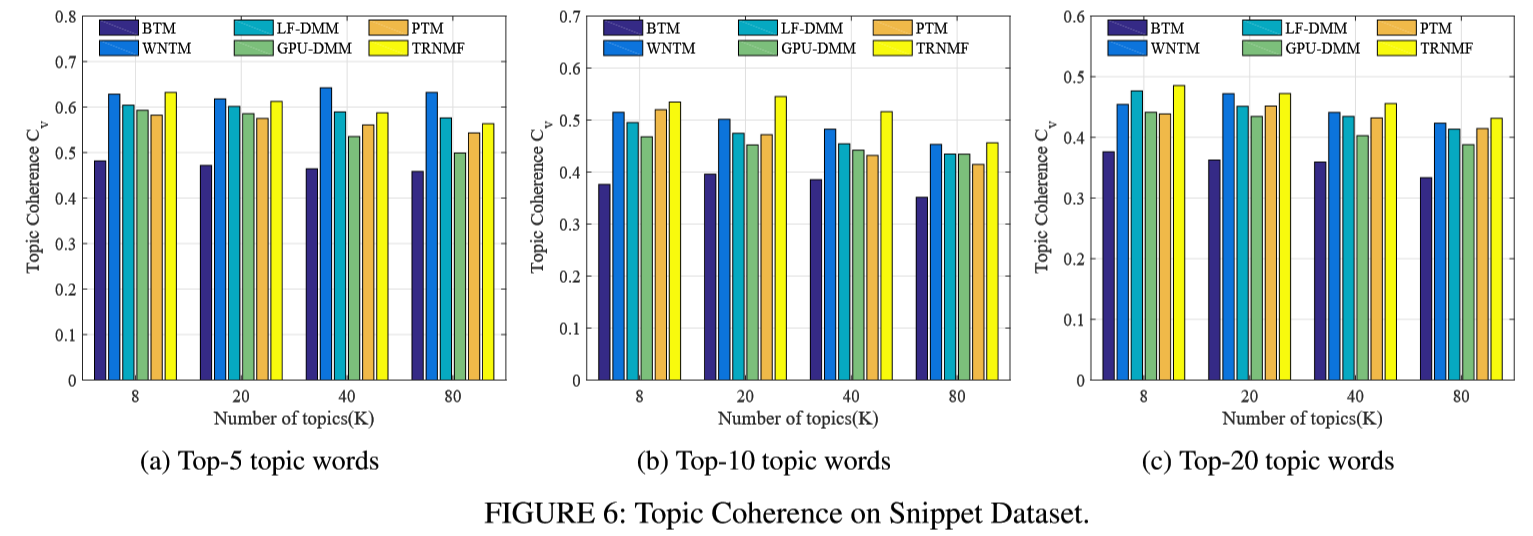 Topic Coherence C_v
0.8
0.7
0.6
0.5
0.4
0.3
0.2
0.1
0
BTM LF-DMM PTM
WNTM GPU-DMM TRNMF
8 20 40 80
Number of topics(K)
(a) Top-5 topic words
Topic Coherence C_v
0.7
0.6
0.5
0.4
0.3
0.2
0.1
0
BTM LF-DMM PTM
WNTM GPU-DMM TRNMF
8 20 40 80
Number of topics(K)
(b) Top-10 topic words
Topic Coherence C_v
0.6
0.5
0.4
0.3
0.2
0.1
0
BTM LF-DMM PTM
WNTM GPU-DMM TRNMF
8 20 40 80
Number of topics(K)
(c) Top-20 topic words
FIGURE 6: Topic Coherence on Snippet Dataset.